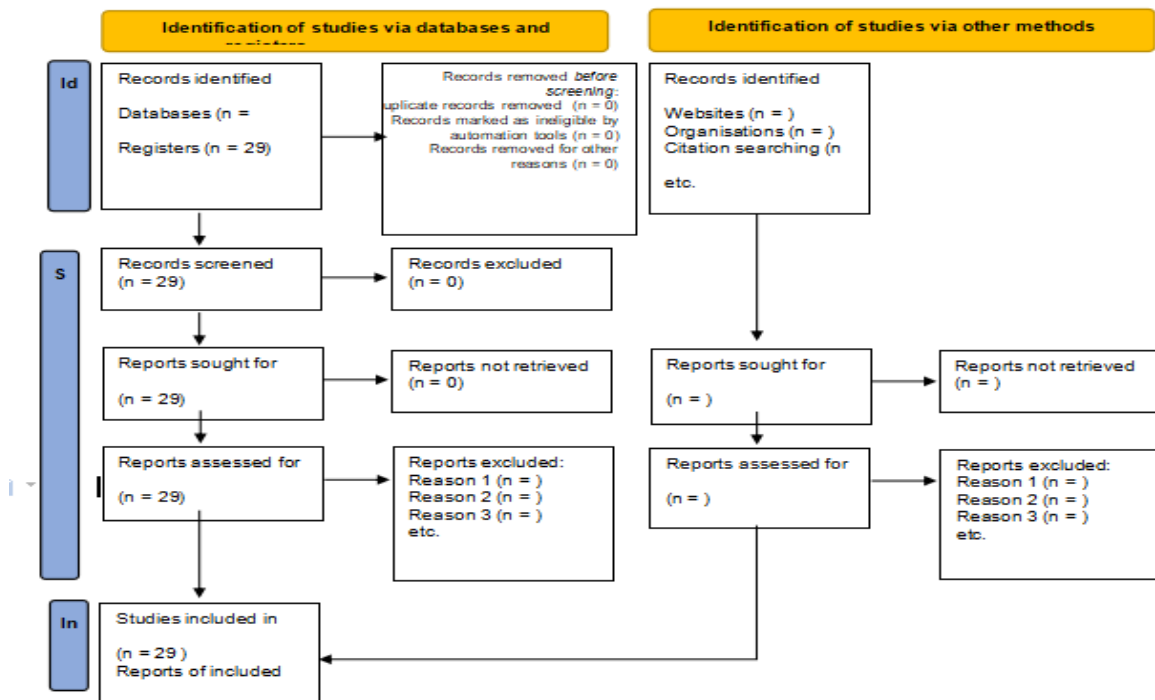 Identification of studies via databases and
Identification of studies via other methods
Id
Records identified
Databases (n =
Registers (n = 29)
Records removed before
screening:
uplicate records removed (n = 0)
Records marked as ineligible by
automation tools (n = 0)
Records removed for other
reasons (n = 0)
Records identified
Websites (n = )
Organisations (n = )
Citation searching (n
etc.
S
Records screened
(n = 29)
Records excluded
(n = 0)
Reports sought for
(n = 29)
Reports not retrieved
(n = 0)
Reports sought for
(n = )
Reports not retrieved
(n = )
Reports assessed for
(n = 29)
Reports excluded:
Reason 1 (n = )
Reason 2 (n = )
Reason 3 (n = )
etc.
Reports assessed for
(n = )
Reports excluded:
Reason 1 (n = )
Reason 2 (n = )
Reason 3 (n = )
etc.
In
Studies included in
(n = 29 )
Reports of included